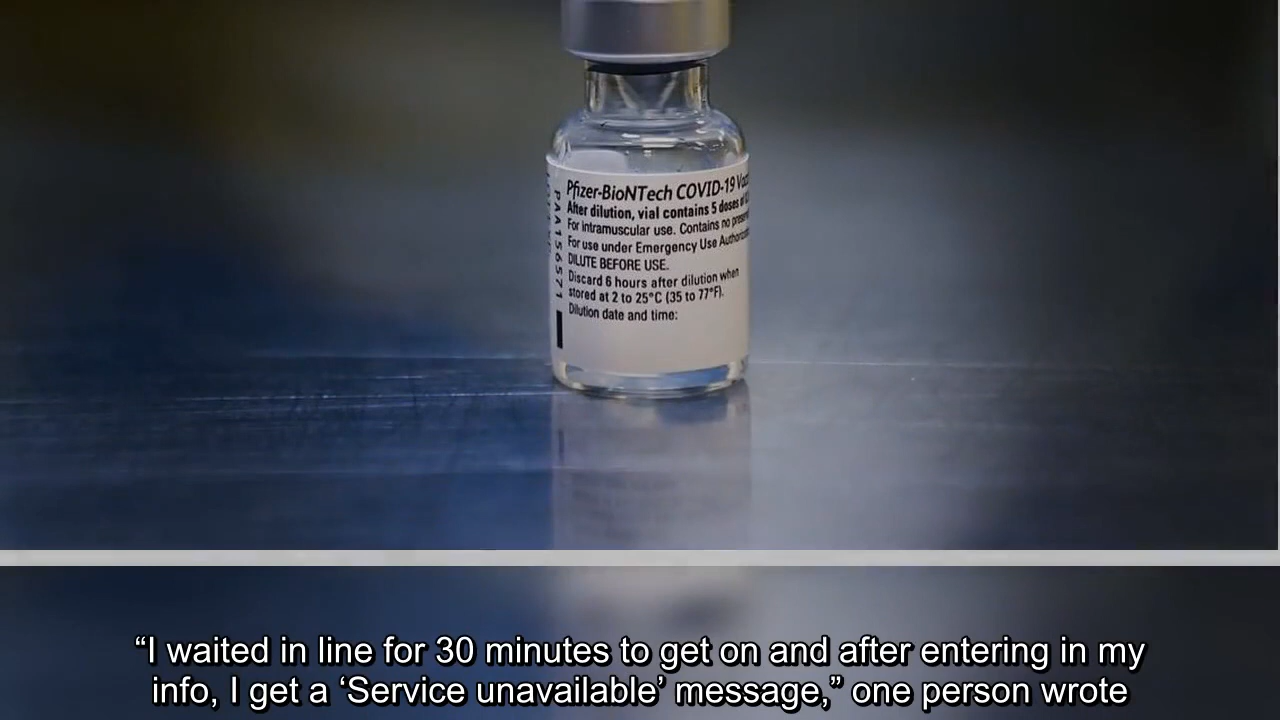 Pfizer-BioNTech COVID-19
After dilution, vial contains 5 doses of
For intramuscular use. Contains no
For use under Emergency Use
DILUTE BEFORE USE.
Discard 6 hours after dilution when
stored at 2 to 25°C (35 to 77°F).
Dilution date and time:
PAA156571
“I waited in line for 30 minutes to get on and after entering in my
info, I get a ‘Service unavailable’ message,” one person wrote